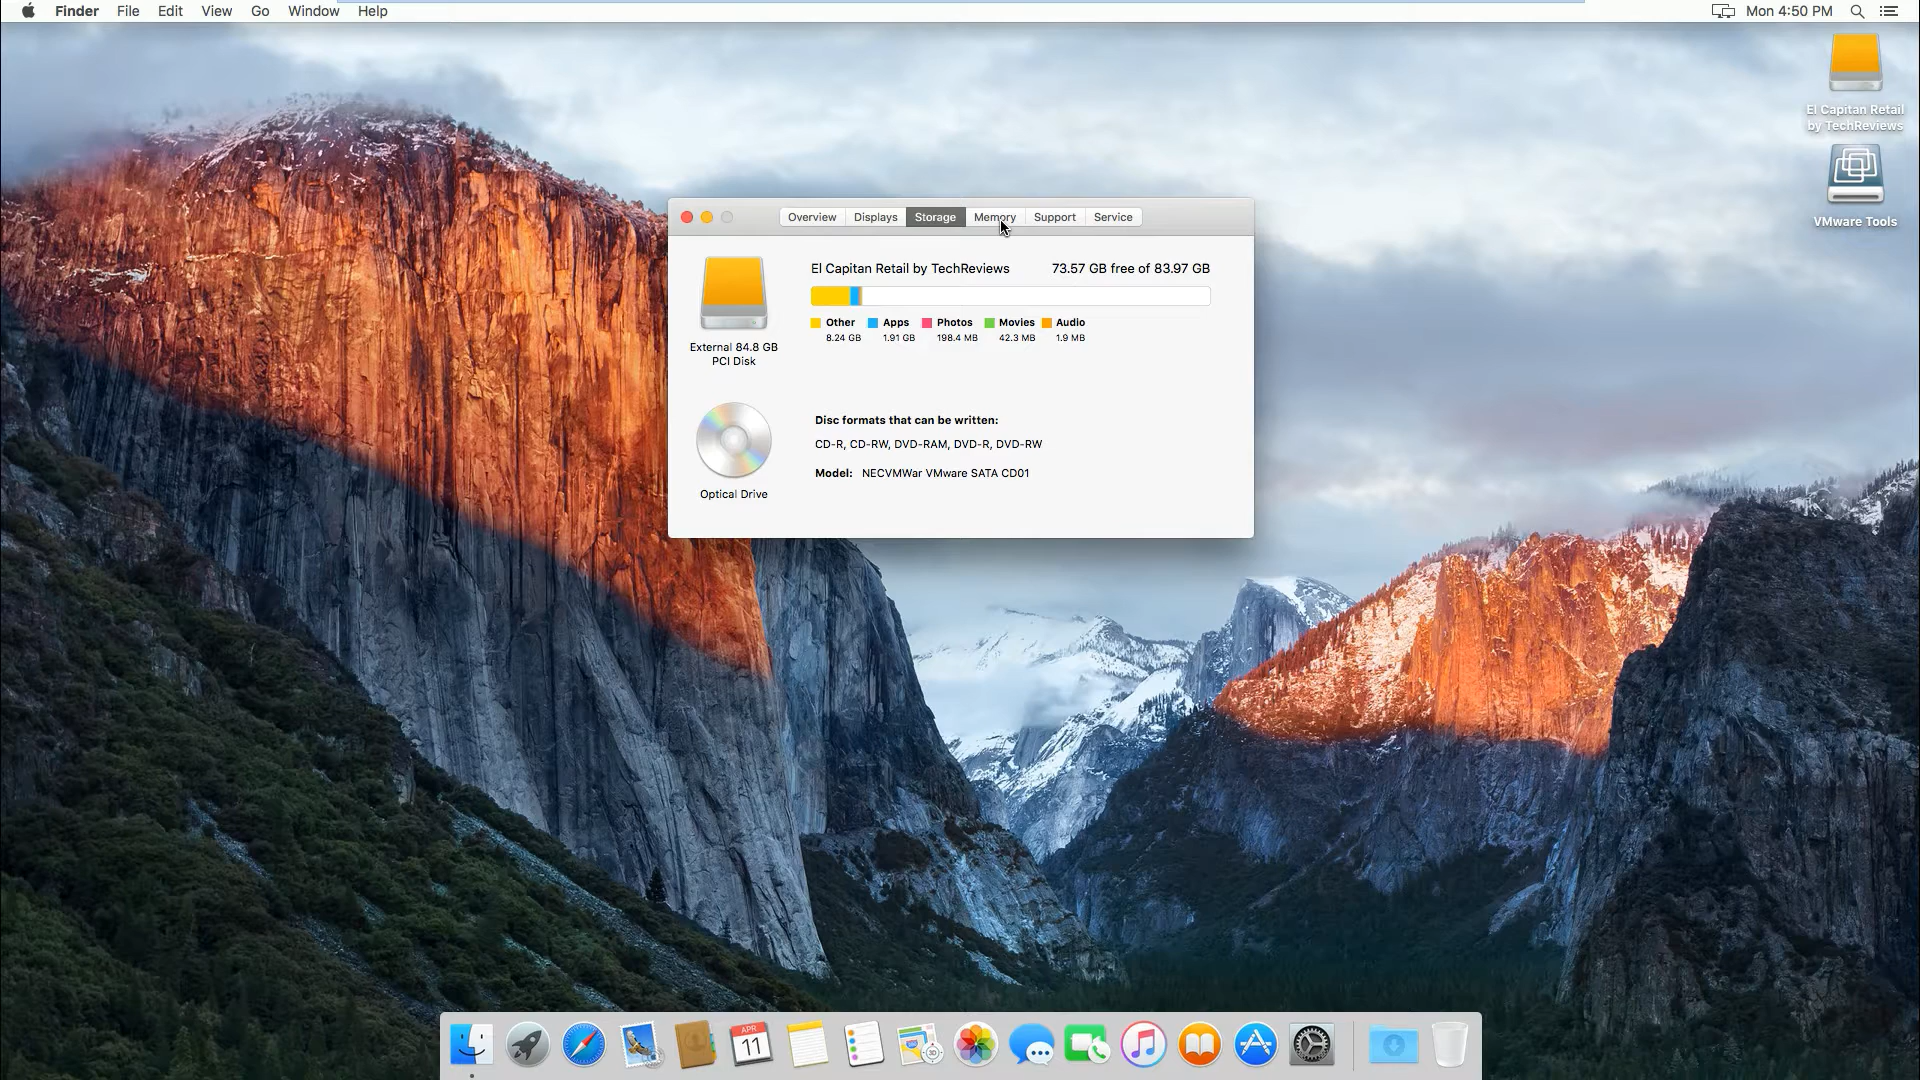 Finder File Edit View Go Window Help
Mon 4:50 PM
El Capitan Retail
by TechReviews
VMware Tools
Overview Displays Storage Memory Support Service
El Capitan Retail by TechReviews 73.57 GB free of 83.97 GB
Other Apps Photos Movies Audio
8.24 GB 1.91 GB 198.4 MB 42.3 MB 1.9 MB
External 84.8 GB
PCI Disk
Disc formats that can be written:
CD-R, CD-RW, DVD-RAM, DVD-R, DVD-RW
Model: NECVMWar VMware SATA CD01
Optical Drive
APR
11